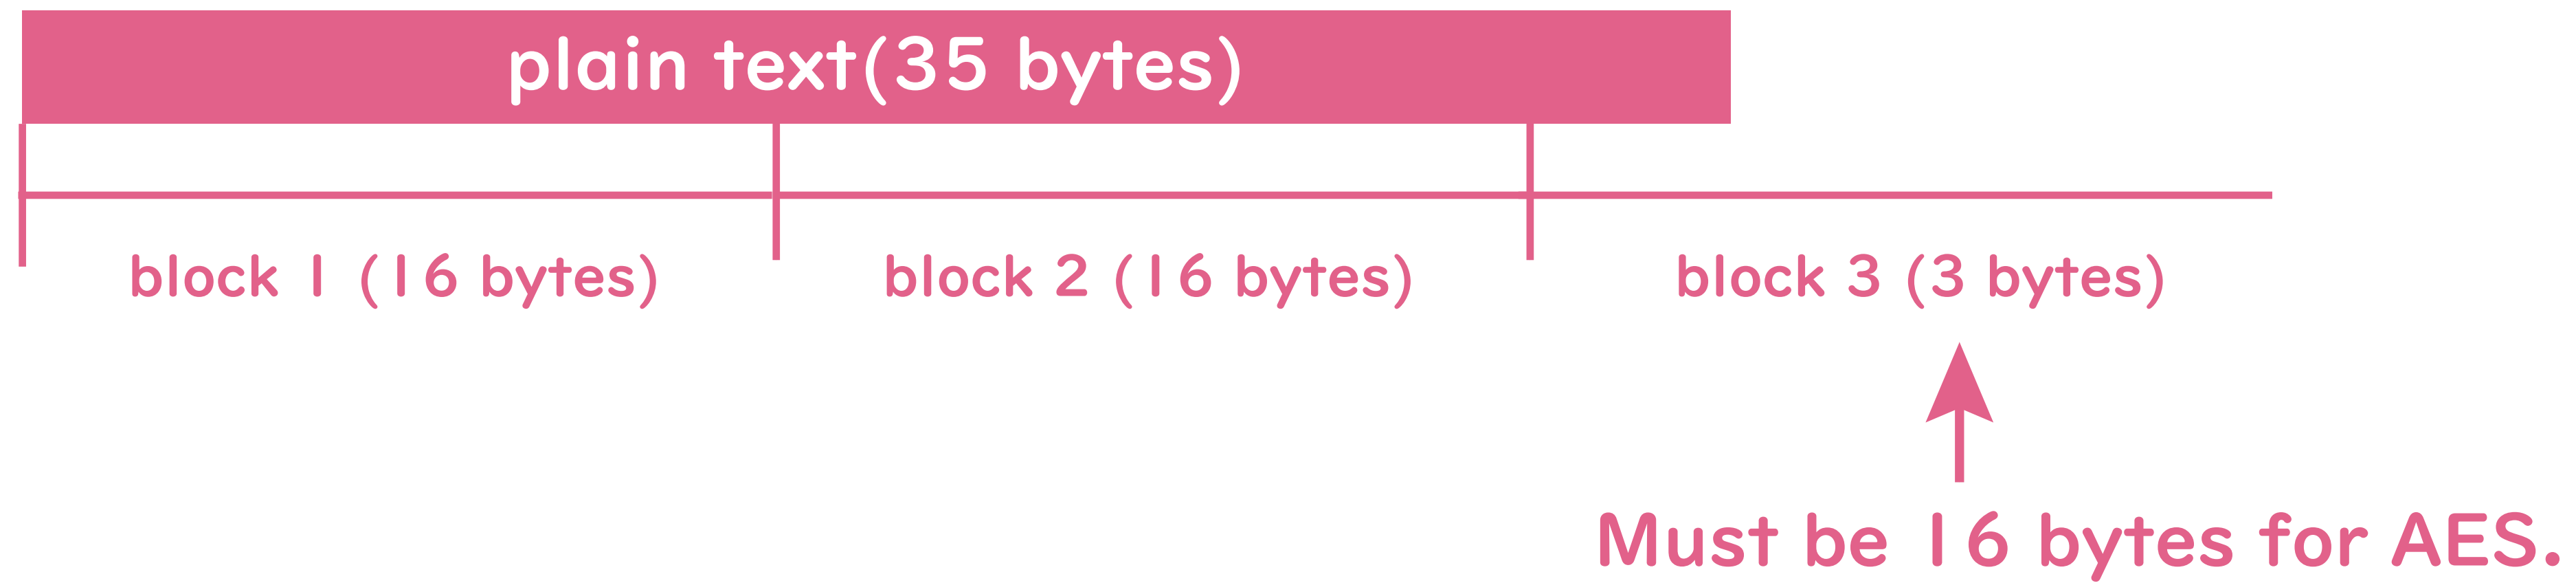 plain text(35 bytes)
block 1 (16 bytes)
block 2 (16 bytes)
block 3 (3 bytes)
Must be 16 bytes for AES.